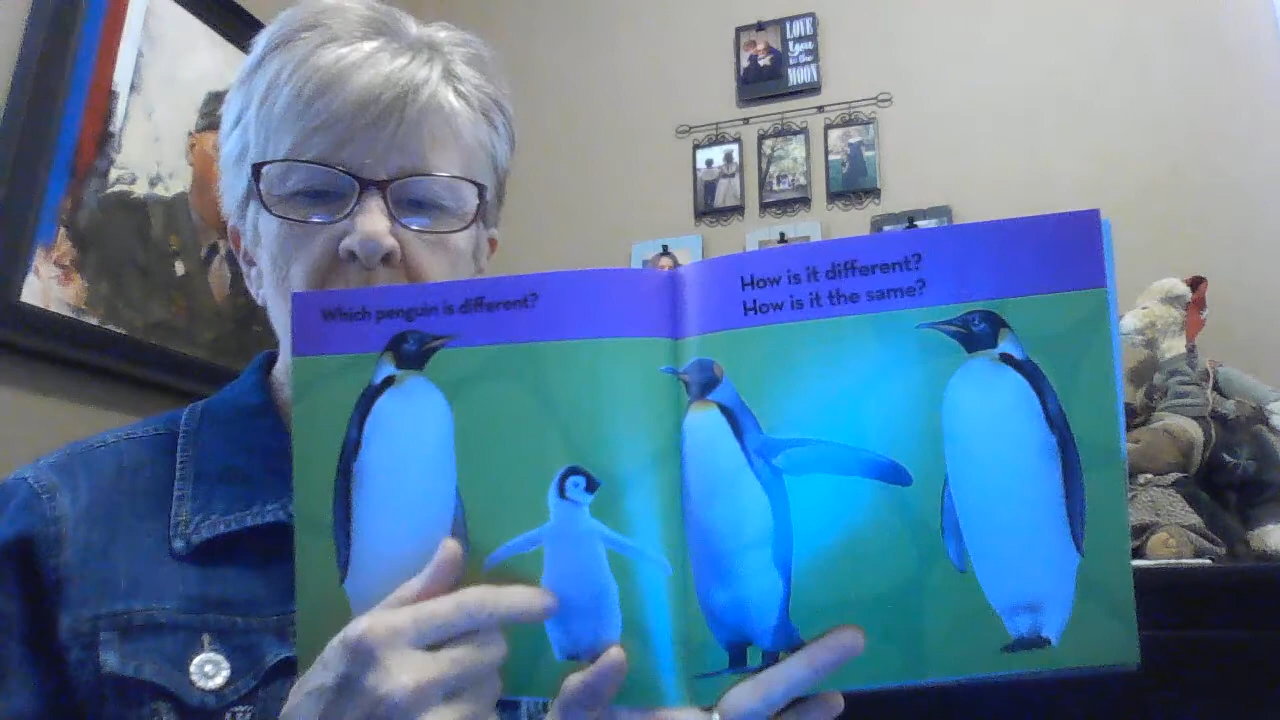 LOVE
You
to the
MOON
Which penguin is different?
How is it different?
How is it the same?